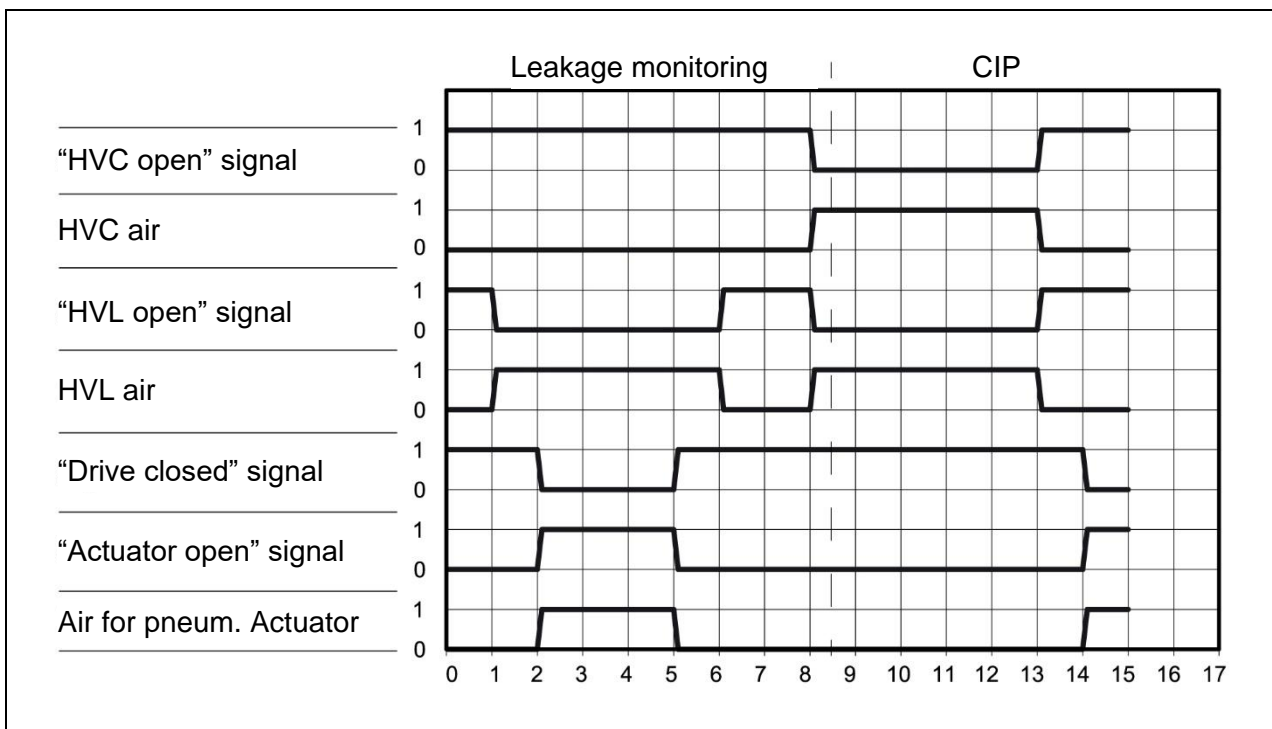 Leakage monitoring CIP
“HVC open” signal
1
0
HVC air
1
0
“HVL open” signal
1
0
HVL air
1
0
“Drive closed” signal
1
0
“Actuator open” signal
1
0
Air for pneum. Actuator
1
0
0 1 2 3 4 5 6 7 8 9 10 11 12 13 14 15 16 17